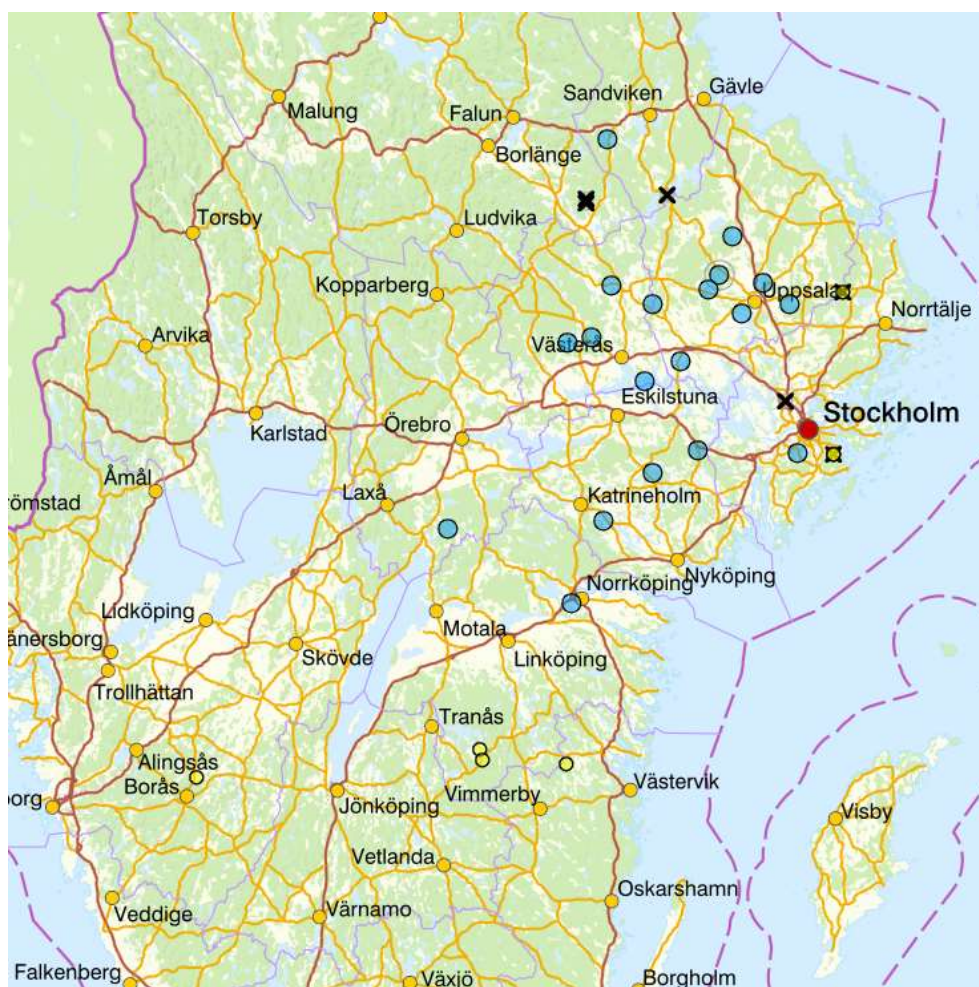 Gävle
Sandviken
Malung
Falun
Borlänge
Torsby
Ludvika
Kopparberg
Uppsala
Norrtälje
Arvika
Västerås
Eskilstuna
Stockholm
Karlstad
Örebro
Åmål
Laxå
Katrineholm
römstad
Nyköping
Norrköping
Lidköping
Motala
änersborg
Skövde
Linköping
Trollhättan
Tranås
Alingsås
Borås
Västervik
Jönköping
Vimmerby
org
Visby
Vetlanda
Oskarshamn
Veddige
Värnamo
Falkenberg
Växjö
Borgholm